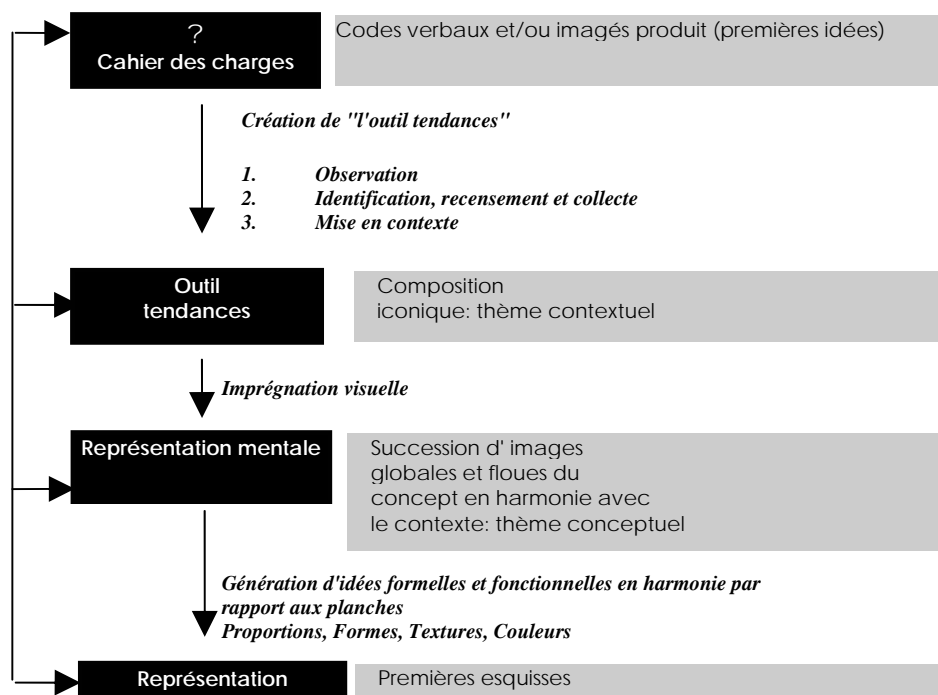 ?
Cahier des charges
Codes verbaux et/ou imagés produit (premières idées)
Création de "l'outil tendances"
1. Observation
2. Identification, recensement et collecte
3. Mise en contexte
Outil
tendances
Composition
iconique: thème contextuel
Imprégnation visuelle
Représentation mentale
Succession d' images
globales et floues du
concept en harmonie avec
le contexte: thème conceptuel
Génération d'idées formelles et fonctionnelles en harmonie par
rapport aux planches
Proportions, Formes, Textures, Couleurs
Représentation
Premières esquisses